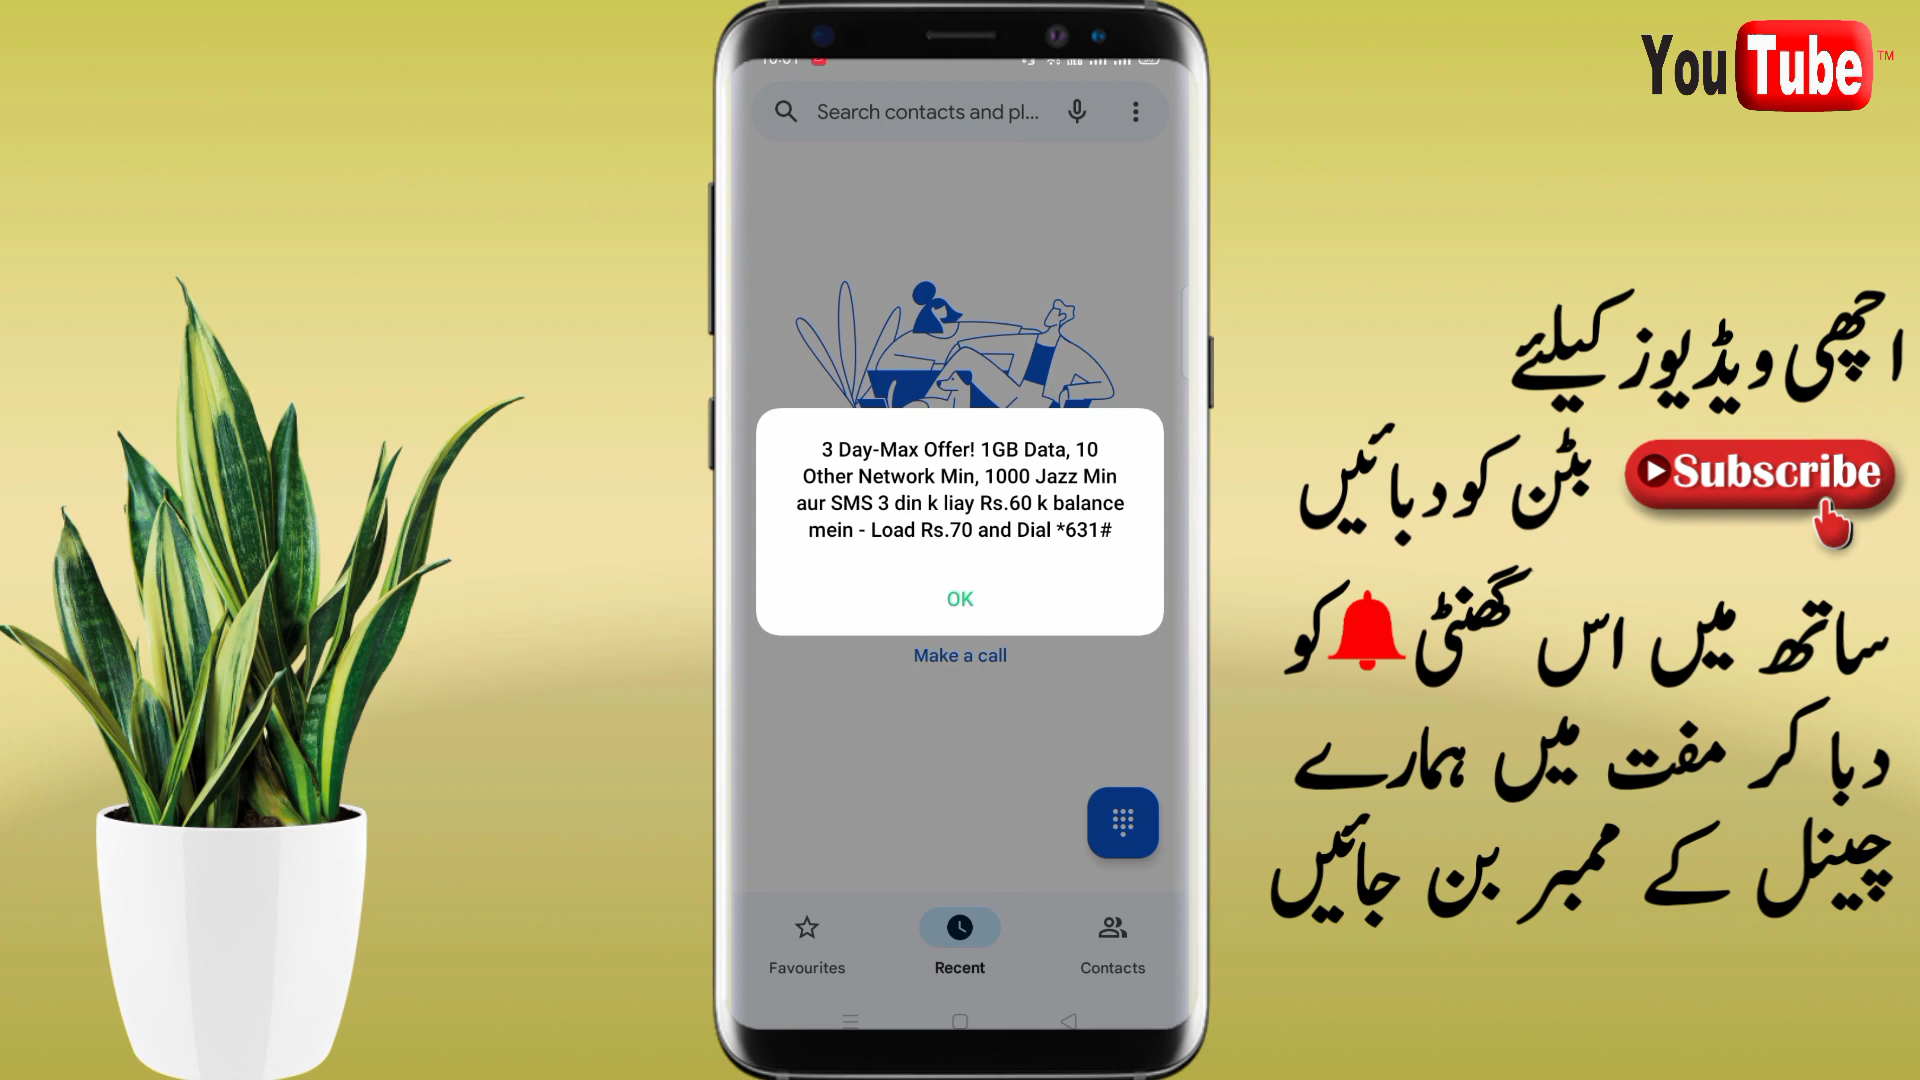 YouTube™
Search contacts and pl...
3 Day-Max Offer! 1GB Data, 10
Other Network Min, 1000 Jazz Min
aur SMS 3 din k liay Rs.60 k balance
mein - Load Rs.70 and Dial *631#
OK
Make a call
Favourites
Recent
Contacts
اچھی ویڈیوز کیلئے
Subscribe بٹن کو دبائیں
ساتھ میں اس گھنٹی کو
دبا کر مفت میں ہمارے
چینل کے ممبر بن جائیں